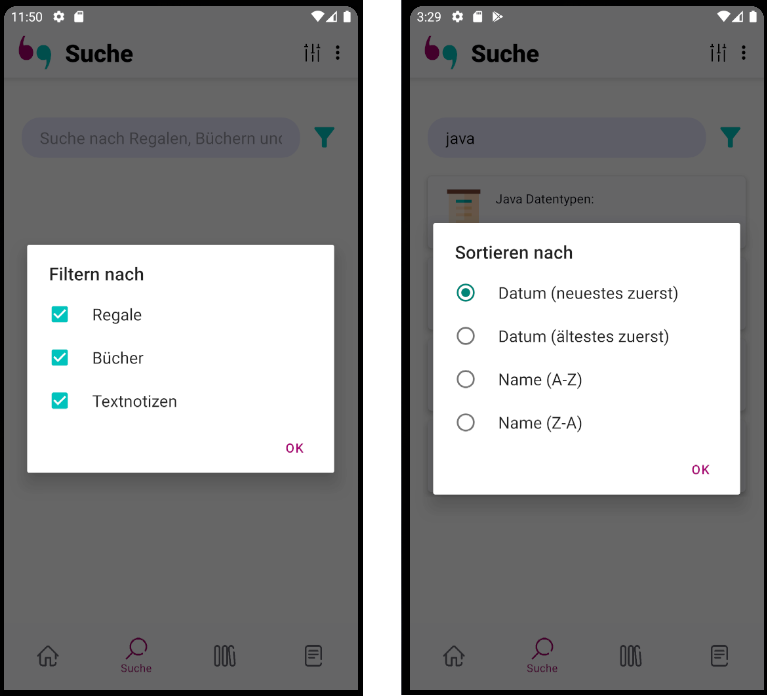 11:50
Suche
Suche nach Regalen, Büchern und
Filtern nach
Regale
Bücher
Textnotizen
OK
Suche
3:29
Suche
java
Java Datentypen:
Sortieren nach
Datum (neuestes zuerst)
Datum (ältestes zuerst)
Name (A-Z)
Name (Z-A)
OK
Suche